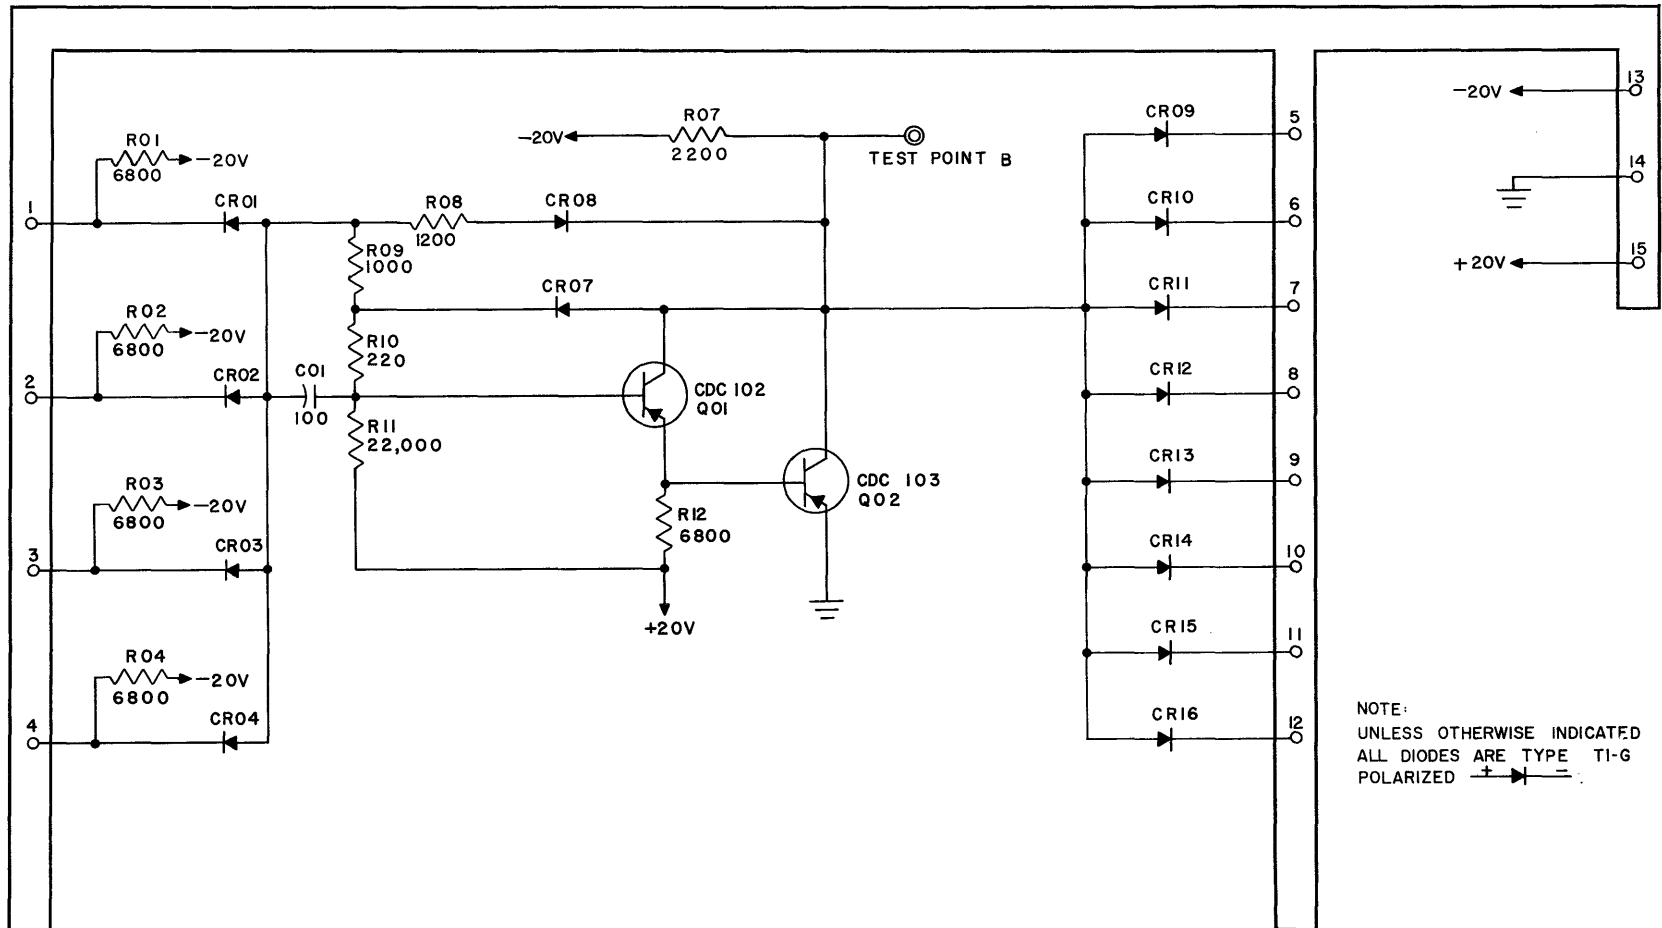 13
-20V
5
CR09
R07
-20V
2200
TEST POINT B
R01
-20V
6800
14
1
CR01
R08
1200
CR08
CR10
6
R09
1000
+20V
15
CR07
CR11
7
R02
-20V
6800
R10
220
2
CR02
C01
100
CDC 102
Q01
CR12
8
R11
22,000
CR13
9
CDC 103
Q02
R03
-20V
6800
R12
6800
3
CR03
CR14
10
+20V
CR15
11
R04
-20V
6800
4
CR04
CR16
12
NOTE:
UNLESS OTHERWISE INDICATED
ALL DIODES ARE TYPE T1-G
POLARIZED + -